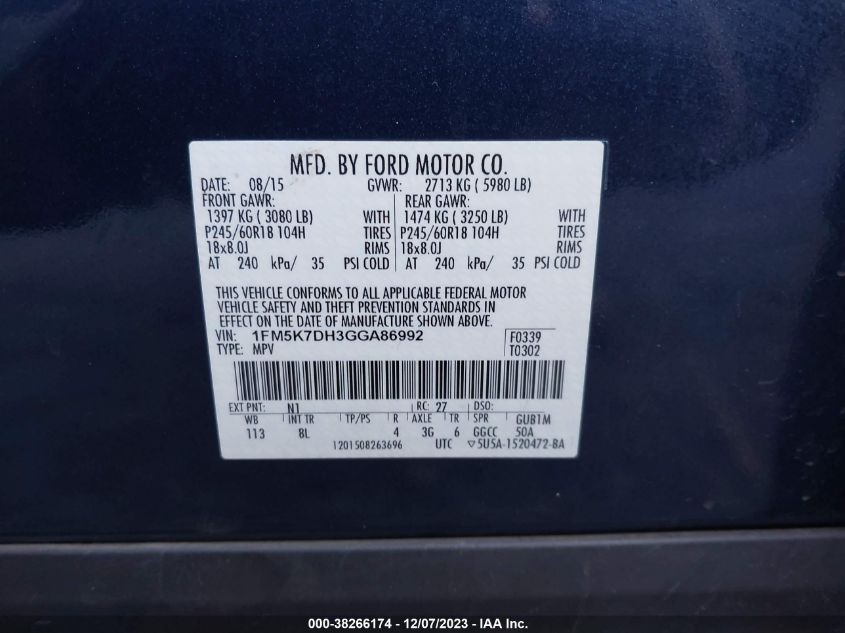 MFD. BY FORD MOTOR CO.
DATE: 08/15 GVWR: 2713 KG ( 5980 LB)
FRONT GAWR: REAR GAWR:
1397 KG ( 3080 LB) WITH 1474 KG ( 3250 LB) WITH
P245/60R18 104H TIRES P245/60R18 104H TIRES
18x8.0J RIMS 18x8.0J RIMS
AT 240 kPa/ 35 PSI COLD AT 240 kPa/ 35 PSI COLD
THIS VEHICLE CONFORMS TO ALL APPLICABLE FEDERAL MOTOR
VEHICLE SAFETY AND THEFT PREVENTION STANDARDS IN
EFFECT ON THE DATE OF MANUFACTURE SHOWN ABOVE.
VIN: 1FM5K7DH3GGA86992 F0339
TYPE: MPV T0302
EXT PNT: N1 RC: 27 DSO:
WB INT TR TP/PS R AXLE TR SPR GUB1M
113 8L 4 3G 6 GGCC 50A
1201508263696 UTC ▽5U5A-1520472-BA
000-38266174 - 12/07/2023 - IAA Inc.